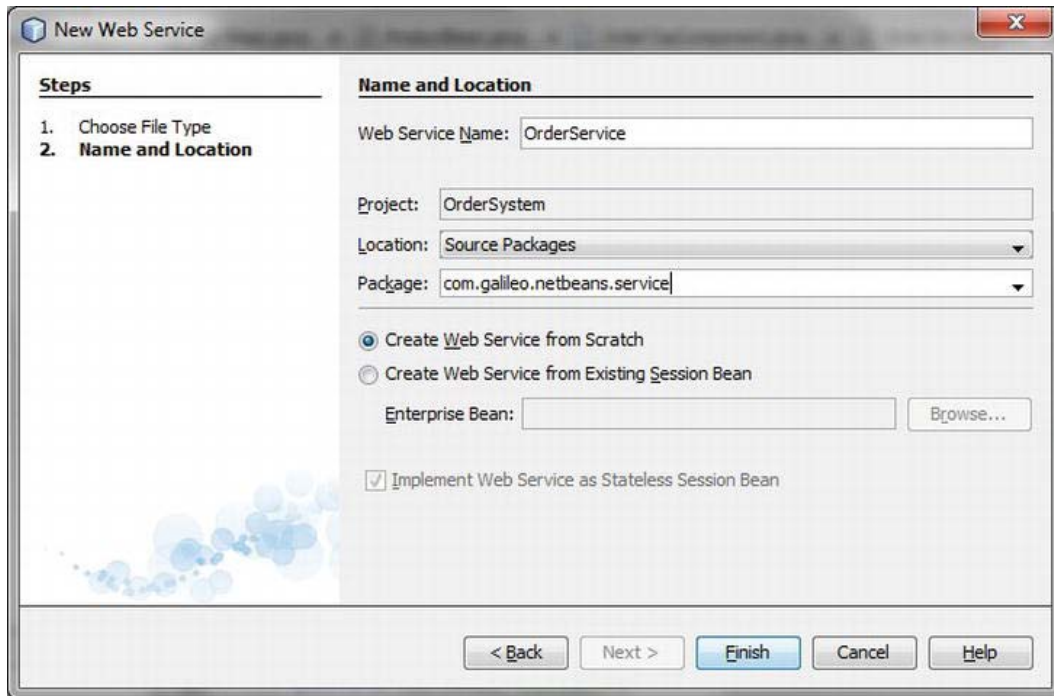 New Web Service
Steps
1. Choose File Type
2. Name and Location
Name and Location
Web Service Name: OrderService
Project: OrderSystem
Location: Source Packages
Package: com.galileo.netbeans.service
Create Web Service from Scratch
Create Web Service from Existing Session Bean
Enterprise Bean: Browse...
Implement Web Service as Stateless Session Bean
< Back Next > Finish Cancel Help